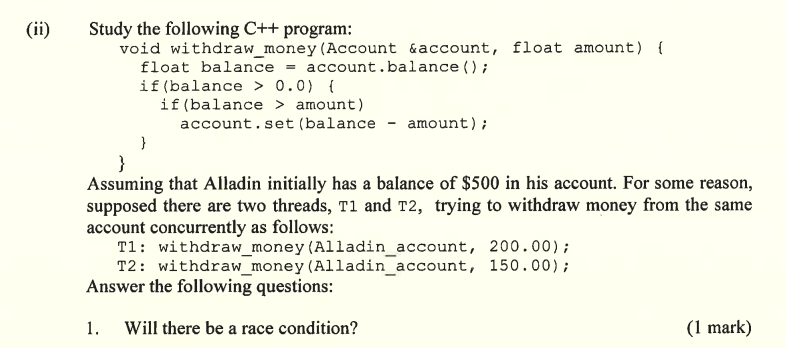 (ii) Study the following C++ program:
void withdraw_money(Account &account, float amount) {
float balance = account.balance();
if(balance > 0.0) {
if(balance > amount)
account.set(balance - amount);
}
}
Assuming that Alladin initially has a balance of $500 in his account. For some reason,
supposed there are two threads, T1 and T2, trying to withdraw money from the same
account concurrently as follows:
T1: withdraw_money(Alladin_account, 200.00);
T2: withdraw_money(Alladin_account, 150.00);
Answer the following questions:
1. Will there be a race condition? (1 mark)